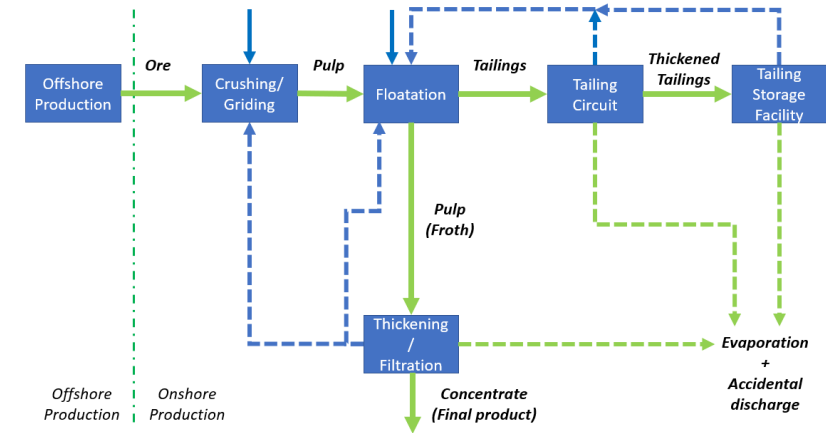 Ore
Pulp
Tailings
Thickened
Tailings
Offshore
Production
Crushing/
Griding
Floatation
Tailing
Circuit
Tailing
Storage
Facility
Pulp
(Froth)
Thickening
/
Filtration
Evaporation
+
Accidental
discharge
Offshore
Production
Onshore
Production
Concentrate
(Final product)